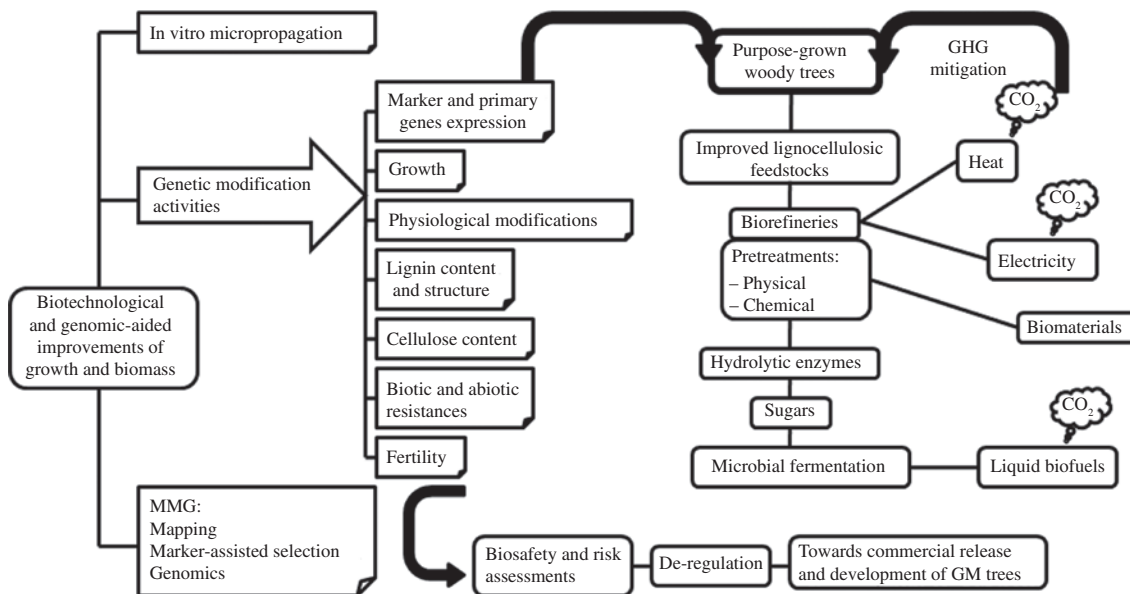 In vitro micropropagation
Genetic modification
activities
Biotechnological
and genomic-aided
improvements of
growth and biomass
MMG:
Mapping
Marker-assisted selection
Genomics
Marker and primary
genes expression
Growth
Physiological modifications
Lignin content
and structure
Cellulose content
Biotic and abiotic
resistances
Fertility
Purpose-grown
woody trees
GHG
mitigation
Improved lignocellulosic
feedstocks
Biorefineries
Pretreatments:
– Physical
– Chemical
Hydrolytic enzymes
Sugars
Microbial fermentation
CO2
Heat
CO2
Electricity
Biomaterials
CO2
Liquid biofuels
Biosafety and risk
assessments
De-regulation
Towards commercial release
and development of GM trees